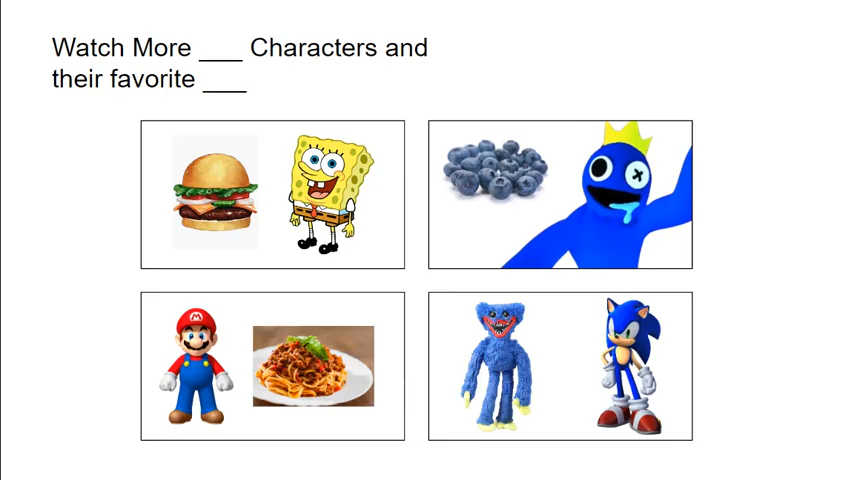 Watch More ___ Characters and
their favorite ___